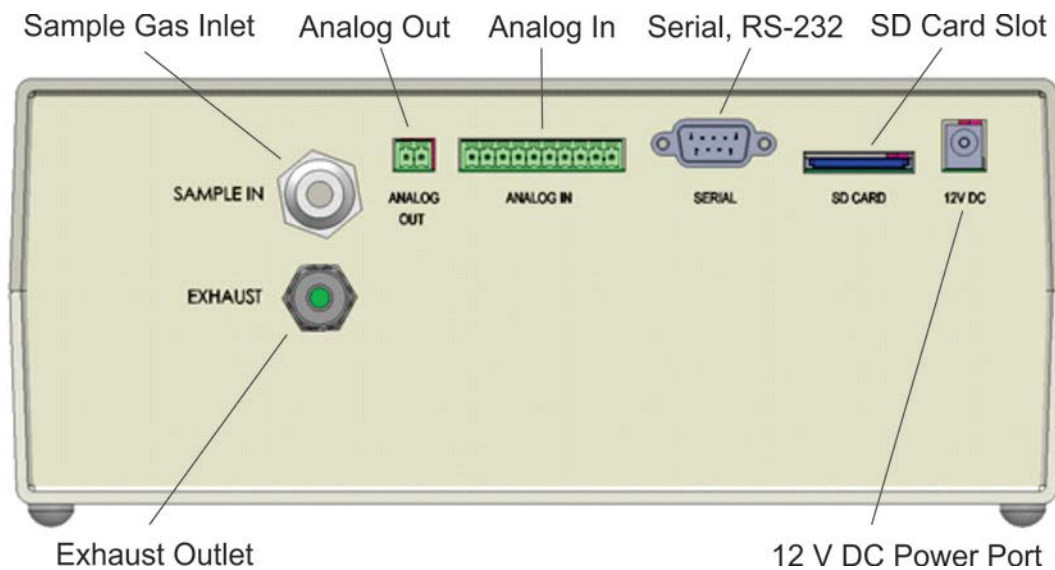 Sample Gas Inlet
Analog Out
Analog In
Serial, RS-232
SD Card Slot
SAMPLE IN
ANALOG
OUT
ANALOG IN
SERIAL
SD CARD
12V DC
EXHAUST
Exhaust Outlet
12 V DC Power Port